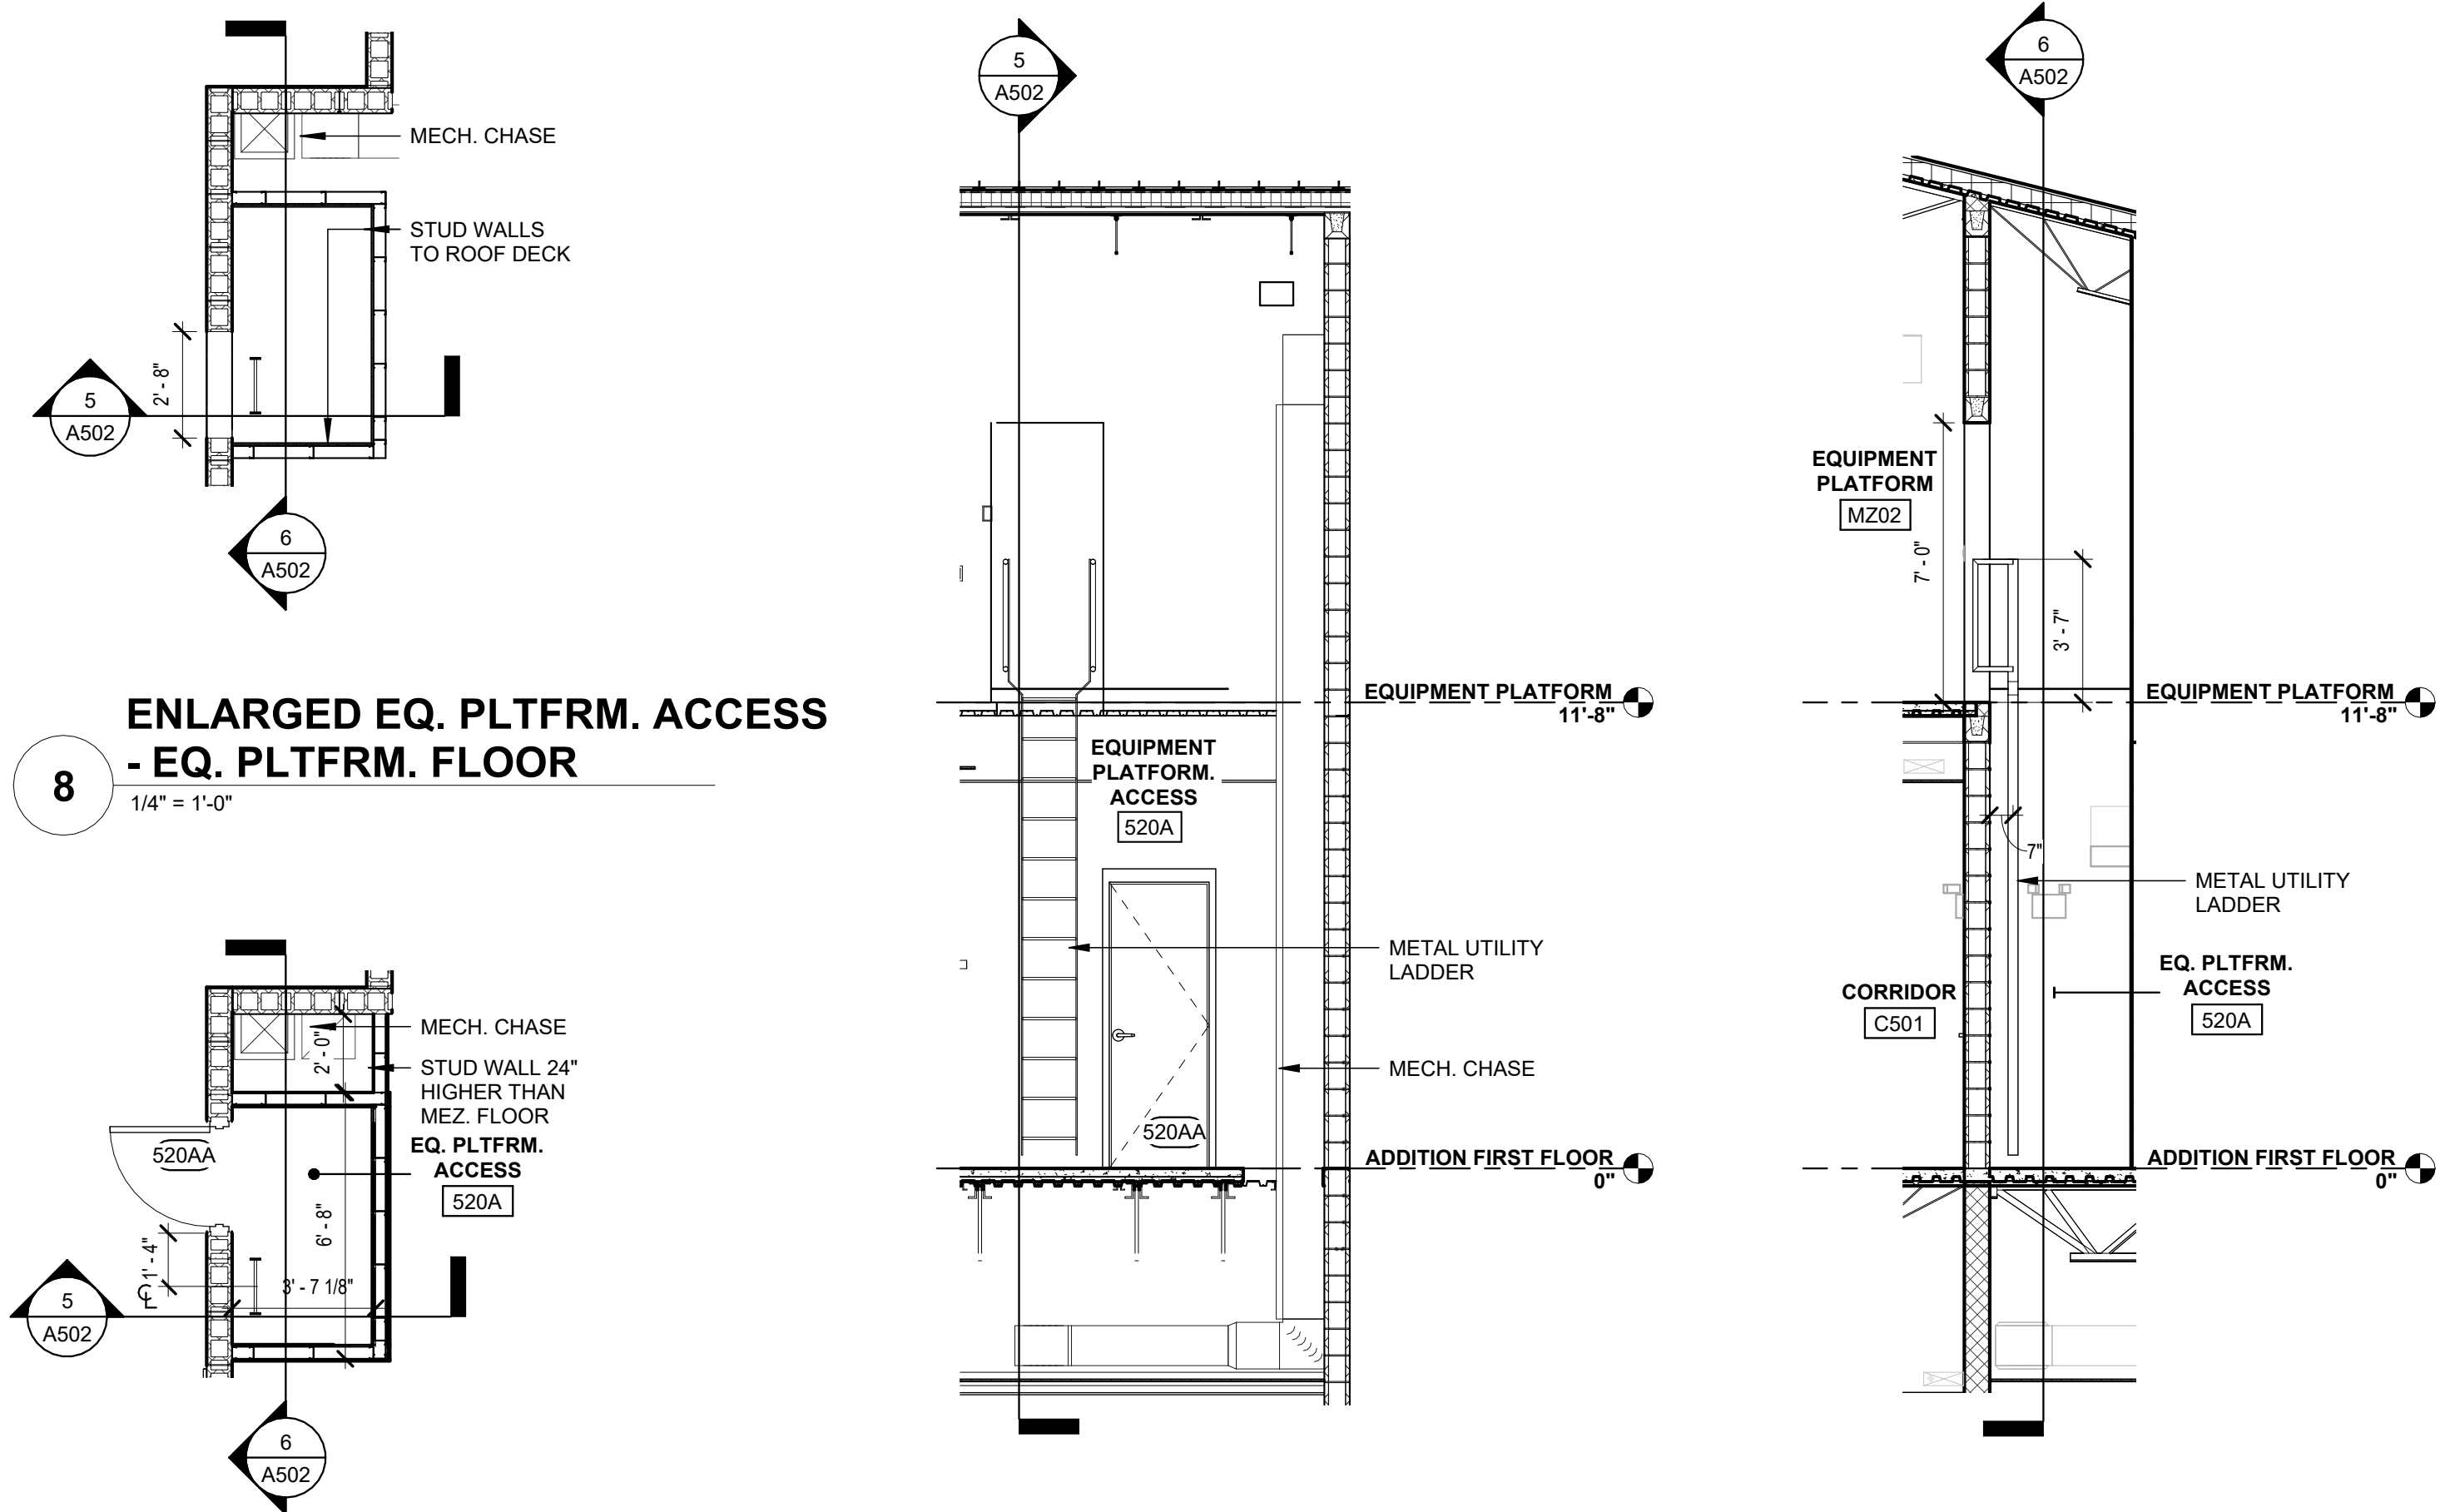 MECH. CHASE
STUD WALLS
TO ROOF DECK
2' - 8"
5
A502
6
A502
8
ENLARGED EQ. PLTFRM. ACCESS
- EQ. PLTFRM. FLOOR
1/4" = 1'-0"
MECH. CHASE
2' - 0"
STUD WALL 24"
HIGHER THAN
MEZ. FLOOR
EQ. PLTFRM.
ACCESS
520A
520AA
6' - 8"
1' - 4"
CL
3' - 7 1/8"
5
A502
6
A502
5
A502
EQUIPMENT PLATFORM
11'-8"
EQUIPMENT
PLATFORM.
ACCESS
520A
METAL UTILITY
LADDER
MECH. CHASE
520AA
ADDITION FIRST FLOOR
0"
6
A502
EQUIPMENT
PLATFORM
MZ02
7' - 0"
3' - 7"
EQUIPMENT PLATFORM
11'-8"
7"
METAL UTILITY
LADDER
EQ. PLTFRM.
ACCESS
520A
CORRIDOR
C501
ADDITION FIRST FLOOR
0"